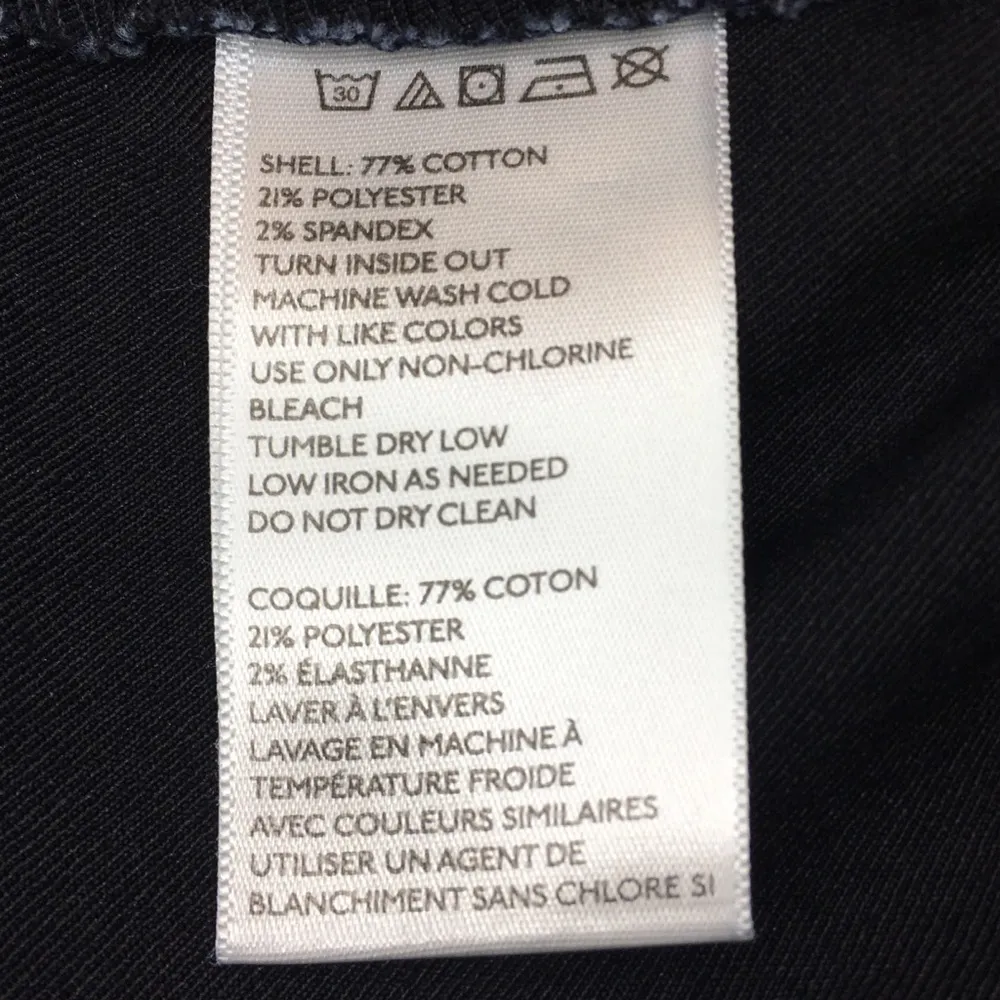 30
SHELL: 77% COTTON
21% POLYESTER
2% SPANDEX
TURN INSIDE OUT
MACHINE WASH COLD
WITH LIKE COLORS
USE ONLY NON-CHLORINE
BLEACH
TUMBLE DRY LOW
LOW IRON AS NEEDED
DO NOT DRY CLEAN
COQUILLE: 77% COTON
21% POLYESTER
2% ÉLASTHANNE
LAVER À L'ENVERS
LAVAGE EN MACHINE À
TEMPÉRATURE FROIDE
AVEC COULEURS SIMILAIRES
UTILISER UN AGENT DE
BLANCHIMENT SANS CHLORE SI